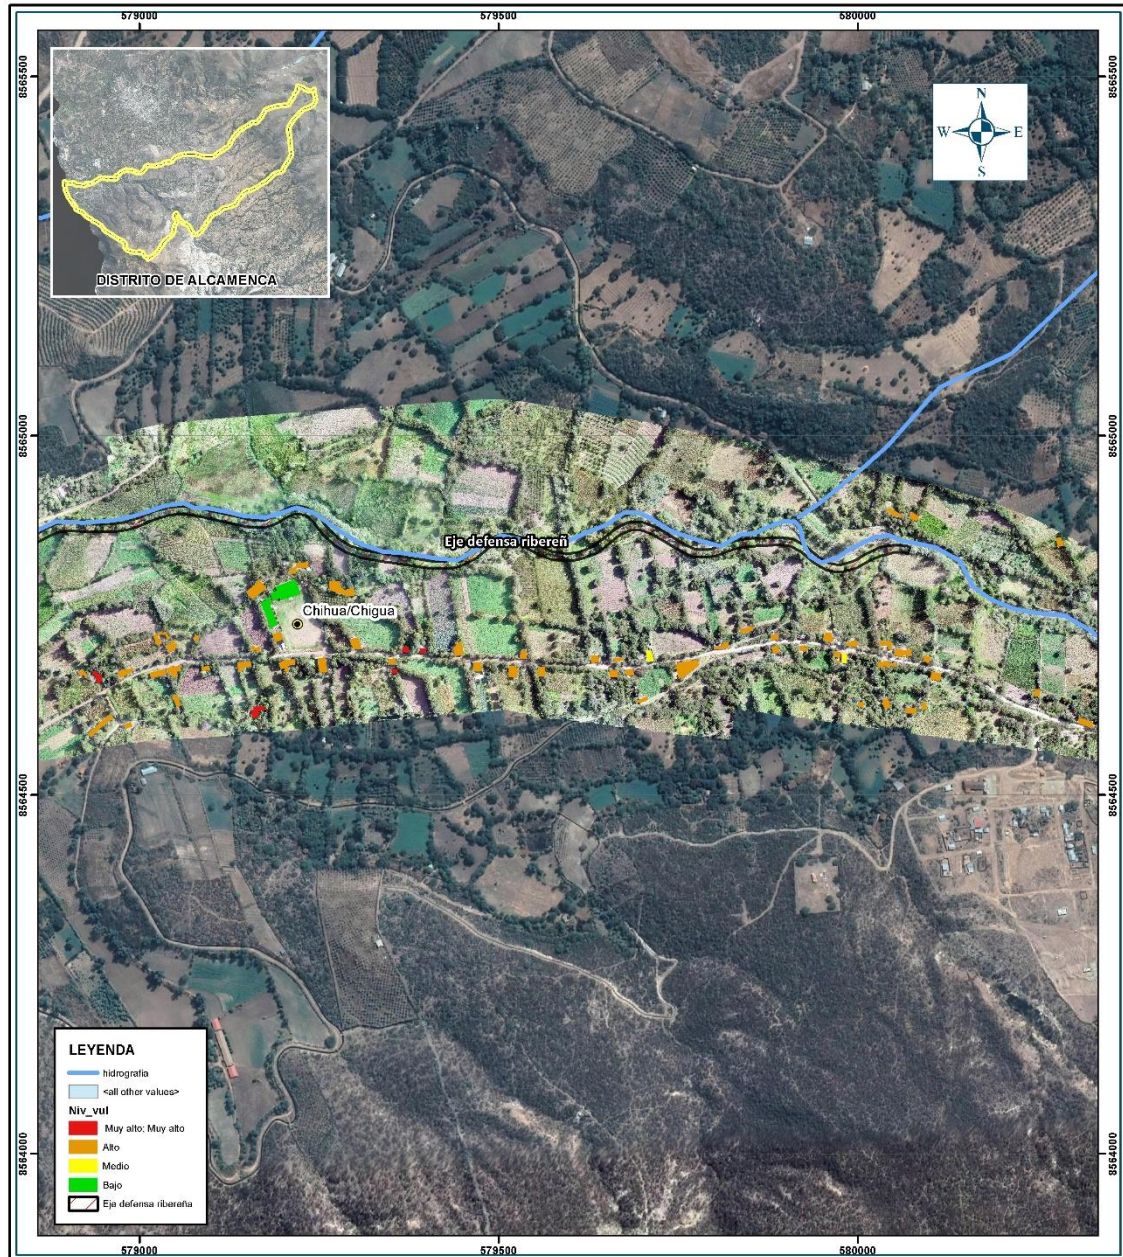 579000
579500
580000
8565500
8565500
DISTRITO DE ALCAMENCA
N
W
E
S
8565000
8565000
Eje defensa ribereñ
Chihua/Chigua
8564500
8564500
LEYENDA
hidrografia
<all other values>
Niv_vul
Muy alto; Muy alto
Alto
Medio
Bajo
Eje defensa ribereña
8564000
8564000
579000
579500
580000